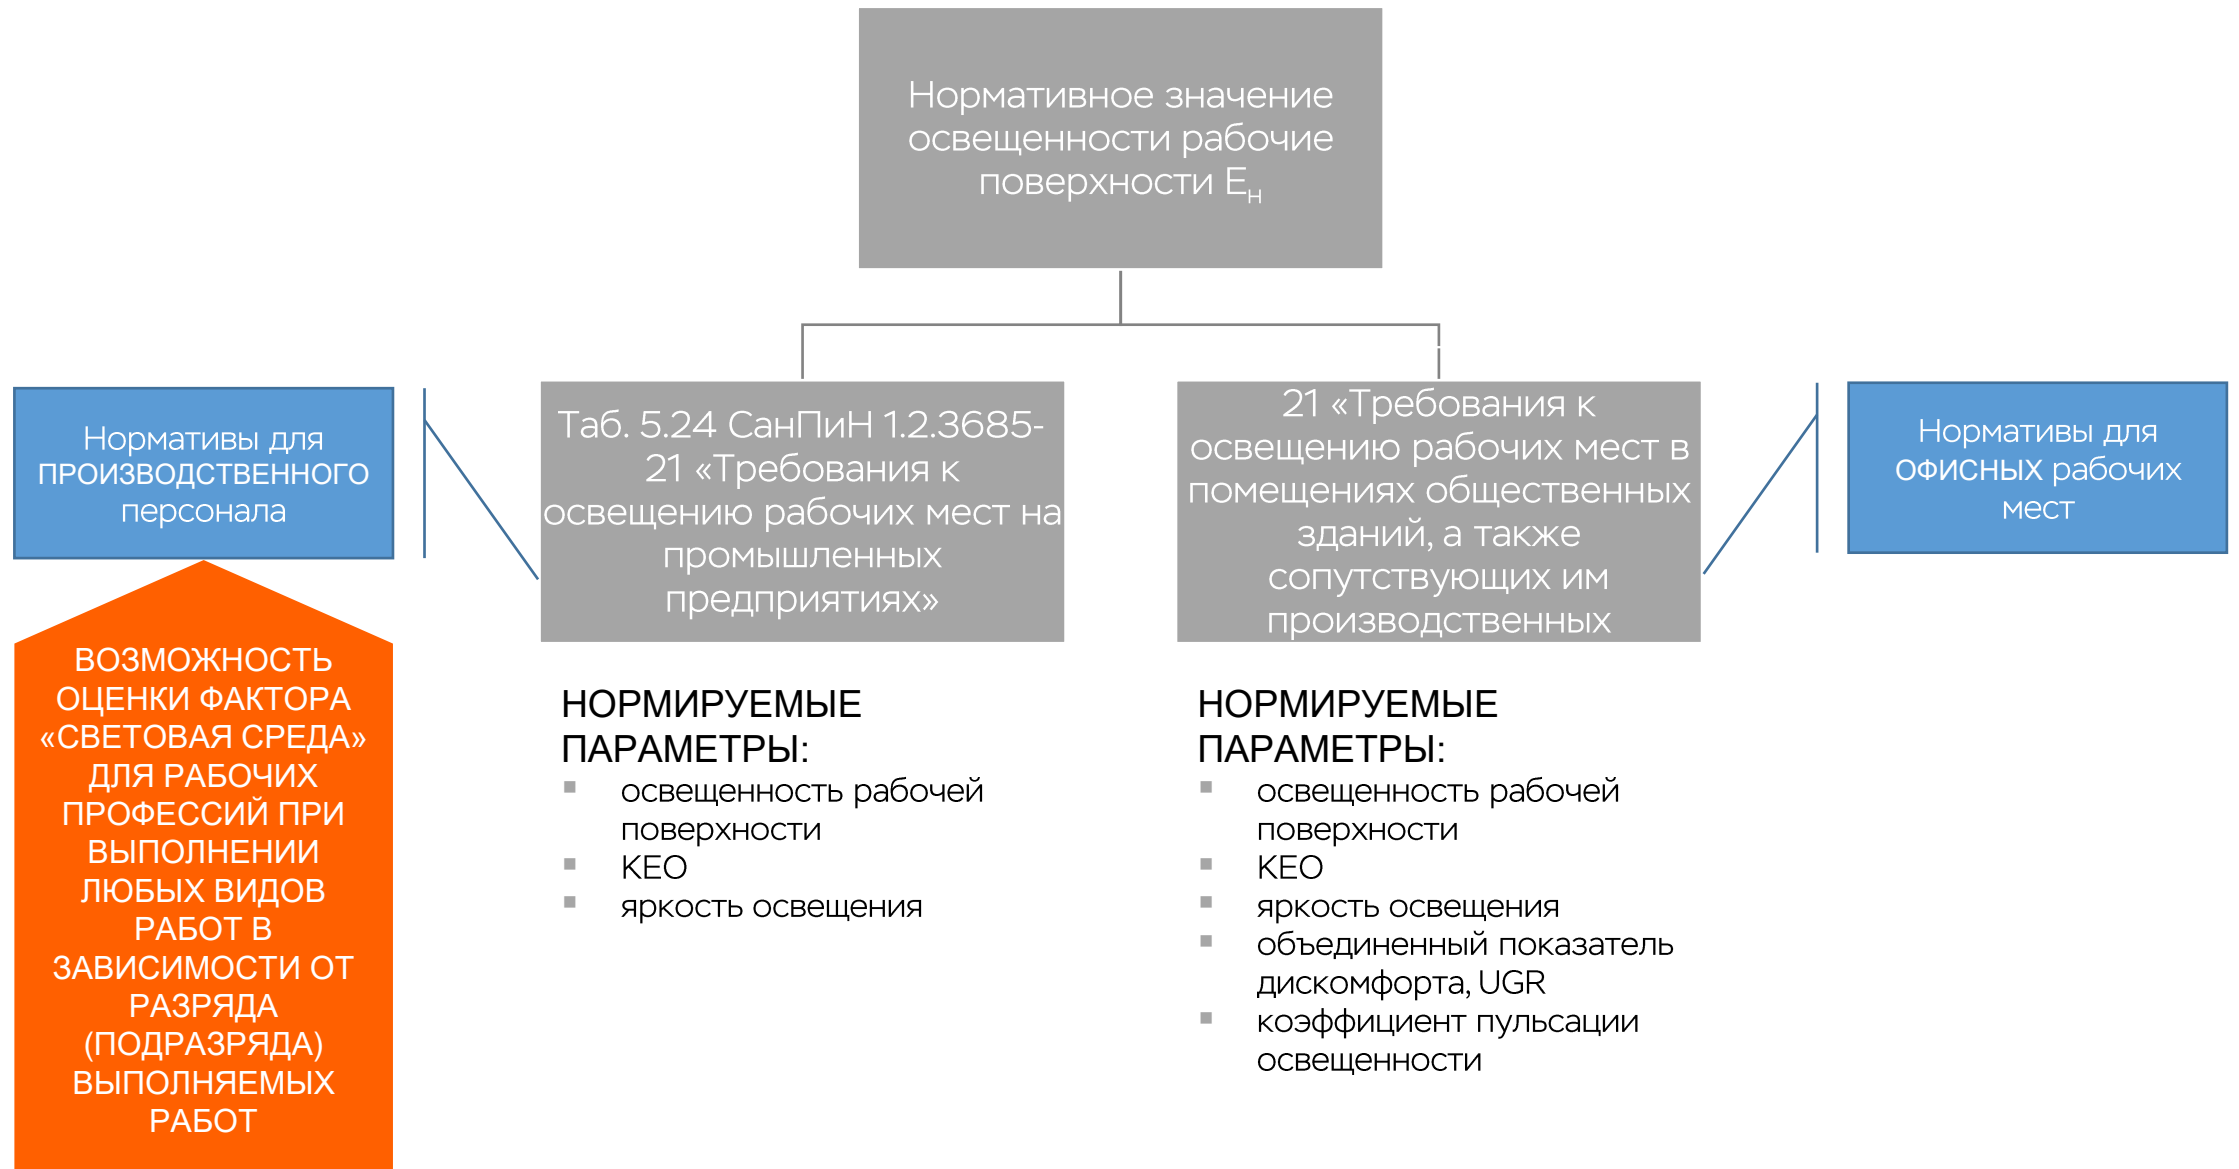 Нормативное значение
освещенности рабочие
поверхности Eн
Нормативы для
ПРОИЗВОДСТВЕННОГО
персонала
Таб. 5.24 СанПиН 1.2.3685-
21 «Требования к
освещению рабочих мест на
промышленных
предприятиях»
21 «Требования к
освещению рабочих мест в
помещениях общественных
зданий, а также
сопутствующих им
производственных
Нормативы для
ОФИСНЫХ рабочих
мест
ВОЗМОЖНОСТЬ
ОЦЕНКИ ФАКТОРА
«СВЕТОВАЯ СРЕДА»
ДЛЯ РАБОЧИХ
ПРОФЕССИЙ ПРИ
ВЫПОЛНЕНИИ
ЛЮБЫХ ВИДОВ
РАБОТ В
ЗАВИСИМОСТИ ОТ
РАЗРЯДА
(ПОДРАЗРЯДА)
ВЫПОЛНЯЕМЫХ
РАБОТ
НОРМИРУЕМЫЕ
ПАРАМЕТРЫ:
▪ освещенность рабочей
поверхности
▪ КЕО
▪ яркость освещения
НОРМИРУЕМЫЕ
ПАРАМЕТРЫ:
▪ освещенность рабочей
поверхности
▪ КЕО
▪ яркость освещения
▪ объединенный показатель
дискомфорта, UGR
▪ коэффициент пульсации
освещенности